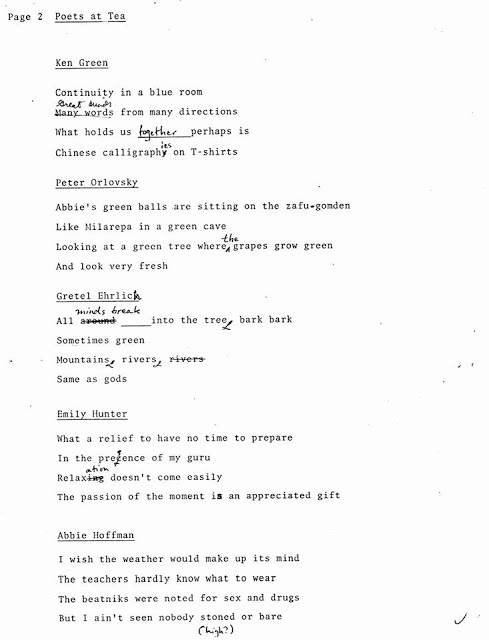 Page 2 Poets at Tea
Ken Green
Continuity in a blue room
Great minds
Many words from many directions
What holds us together perhaps is
Chinese calligraphyies on T-shirts
Peter Orlovsky
Abbie's green balls are sitting on the zafu-gomden
Like Milarepa in a green cave
Looking at a green tree where the grapes grow green
And look very fresh
Gretel Ehrlich
minds break
All around ____ into the tree, bark bark
Sometimes green
Mountains, rivers, rivers
Same as gods
Emily Hunter
What a relief to have no time to prepare
In the presence of my guru
ation
Relaxing doesn't come easily
The passion of the moment is an appreciated gift
Abbie Hoffman
I wish the weather would make up its mind
The teachers hardly know what to wear
The beatniks were noted for sex and drugs
But I ain't seen nobody stoned or bare
(high?)